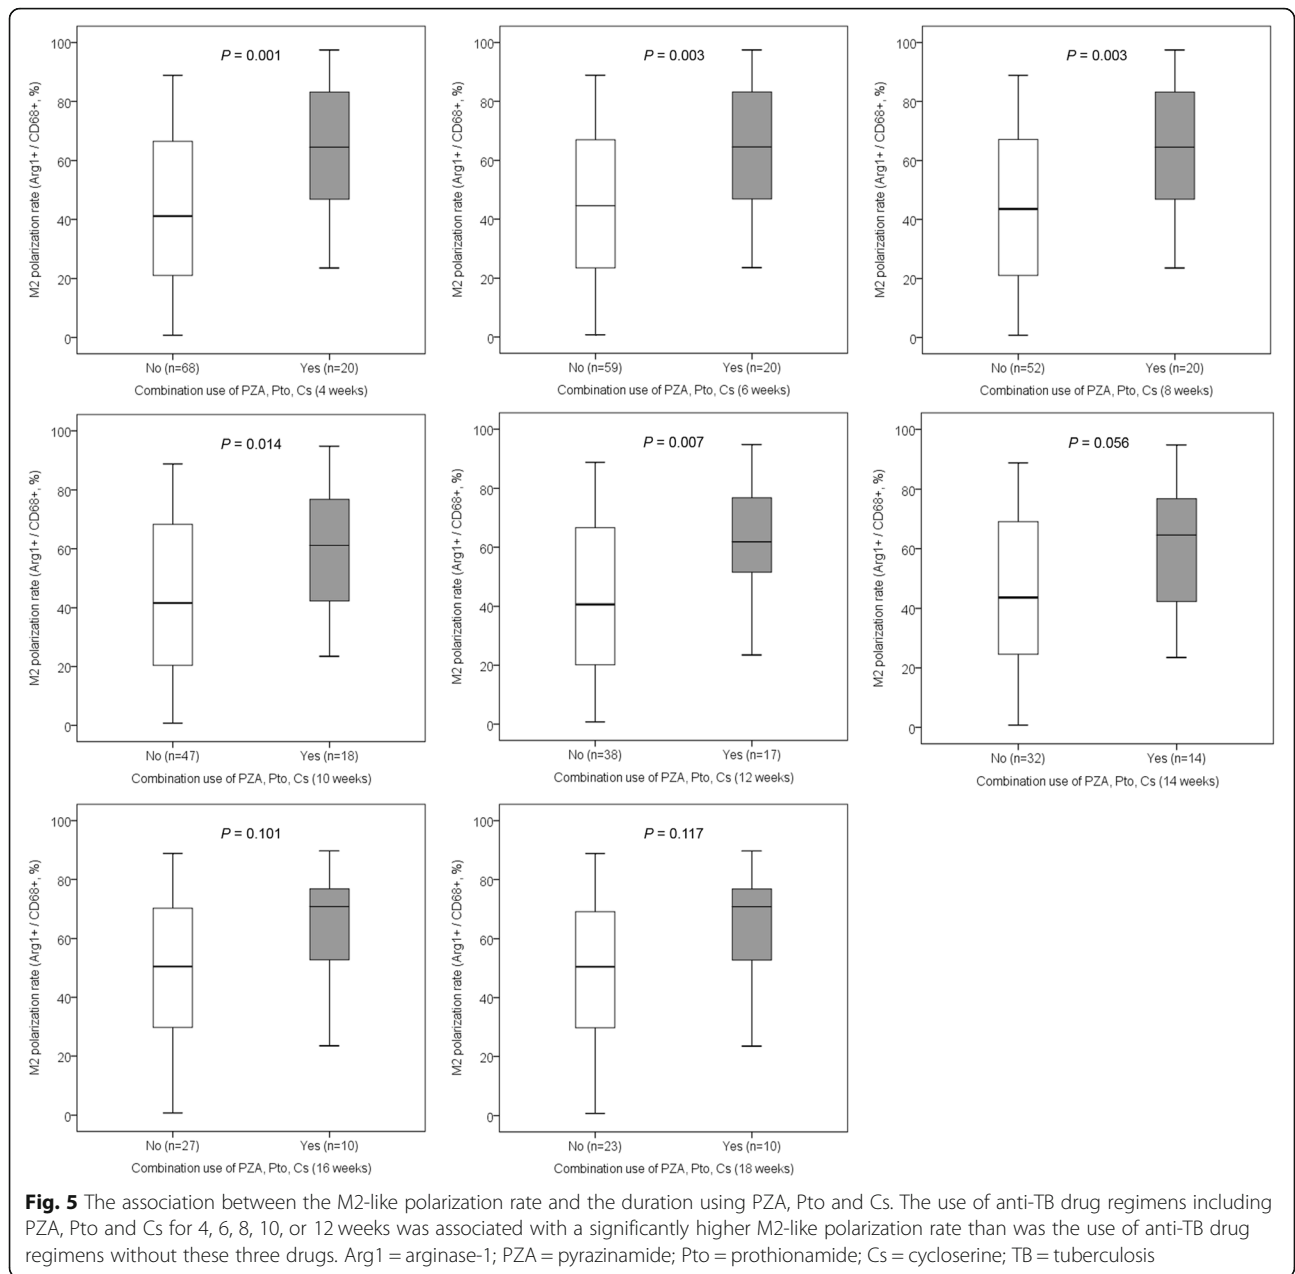 P = 0.001
M2 polarization rate (Arg1+ / CD68+, %)
100
80
60
40
20
0
No (n=68) Yes (n=20)
Combination use of PZA, Pto, Cs (4 weeks)
P = 0.003
M2 polarization rate (Arg1+ / CD68+, %)
100
80
60
40
20
0
No (n=59) Yes (n=20)
Combination use of PZA, Pto, Cs (6 weeks)
P = 0.003
M2 polarization rate (Arg1+ / CD68+, %)
100
80
60
40
20
0
No (n=52) Yes (n=20)
Combination use of PZA, Pto, Cs (8 weeks)
P = 0.014
M2 polarization rate (Arg1+ / CD68+, %)
100
80
60
40
20
0
No (n=47) Yes (n=18)
Combination use of PZA, Pto, Cs (10 weeks)
P = 0.007
M2 polarization rate (Arg1+ / CD68+, %)
100
80
60
40
20
0
No (n=38) Yes (n=17)
Combination use of PZA, Pto, Cs (12 weeks)
P = 0.056
M2 polarization rate (Arg1+ / CD68+, %)
100
80
60
40
20
0
No (n=32) Yes (n=14)
Combination use of PZA, Pto, Cs (14 weeks)
P = 0.101
M2 polarization rate (Arg1+ / CD68+, %)
100
80
60
40
20
0
No (n=27) Yes (n=10)
Combination use of PZA, Pto, Cs (16 weeks)
P = 0.117
M2 polarization rate (Arg1+ / CD68+, %)
100
80
60
40
20
0
No (n=23) Yes (n=10)
Combination use of PZA, Pto, Cs (18 weeks)
Fig. 5 The association between the M2-like polarization rate and the duration using PZA, Pto and Cs. The use of anti-TB drug regimens including
PZA, Pto and Cs for 4, 6, 8, 10, or 12 weeks was associated with a significantly higher M2-like polarization rate than was the use of anti-TB drug
regimens without these three drugs. Arg1 = arginase-1; PZA = pyrazinamide; Pto = prothionamide; Cs = cycloserine; TB = tuberculosis